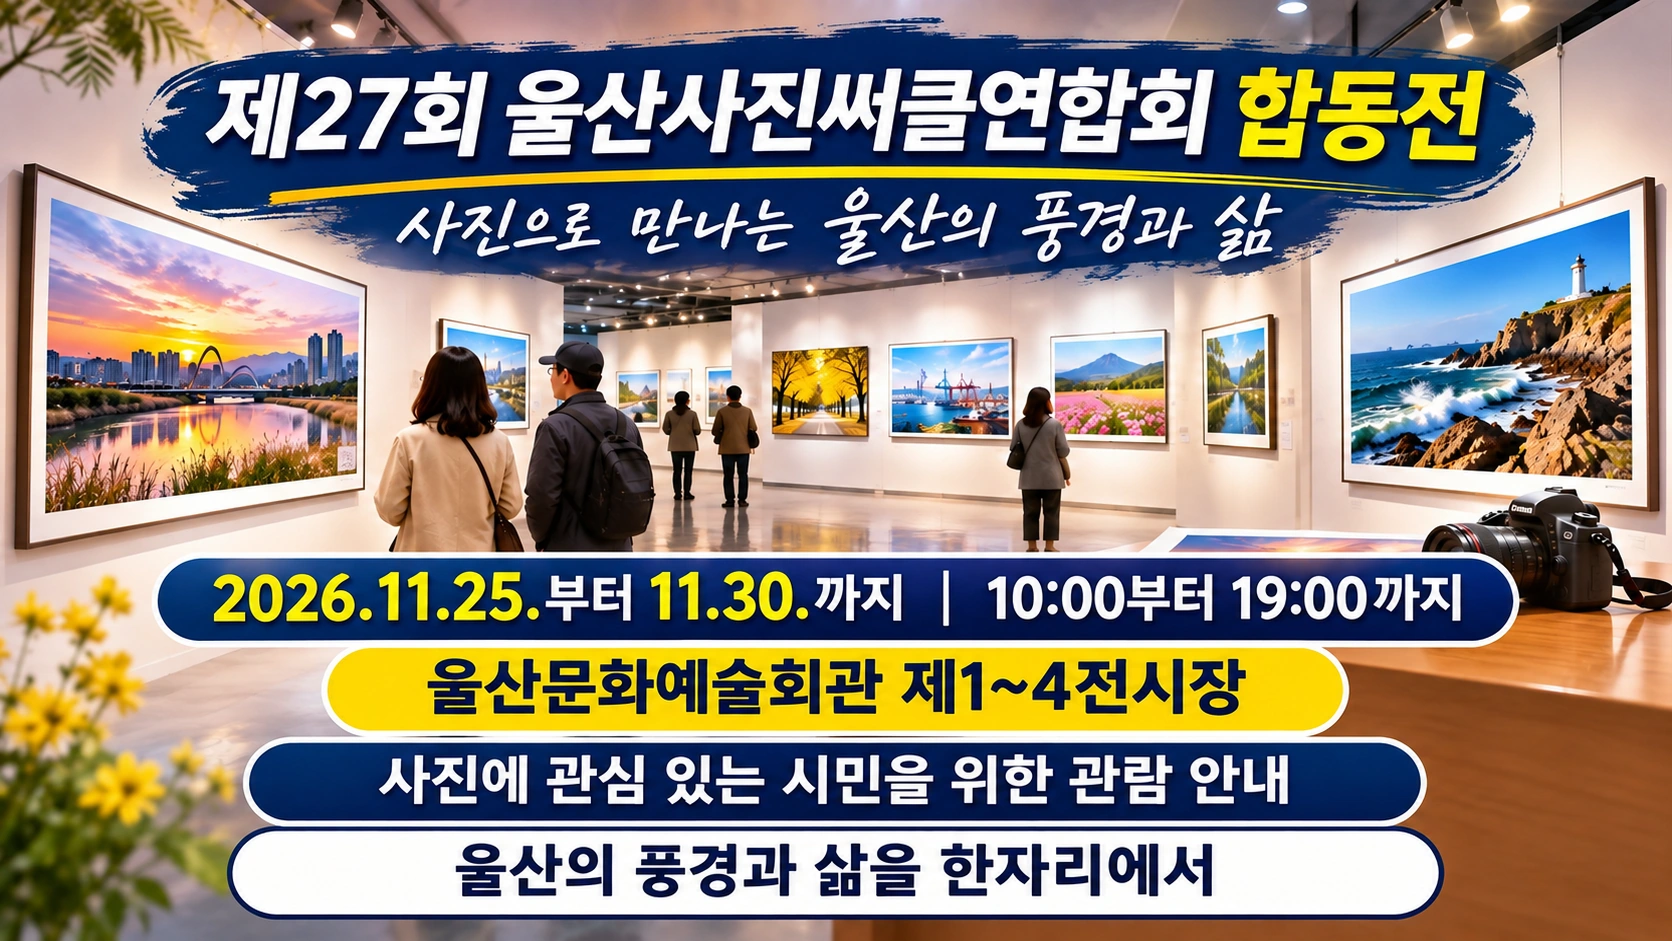 제27회 울산사진써클연합회 합동전
사진으로 만나는 울산의 풍경과 삶
2026.11.25.부터 11.30.까지 | 10:00부터 19:00까지
울산문화예술회관 제1~4전시장
사진에 관심 있는 시민을 위한 관람 안내
울산의 풍경과 삶을 한자리에서